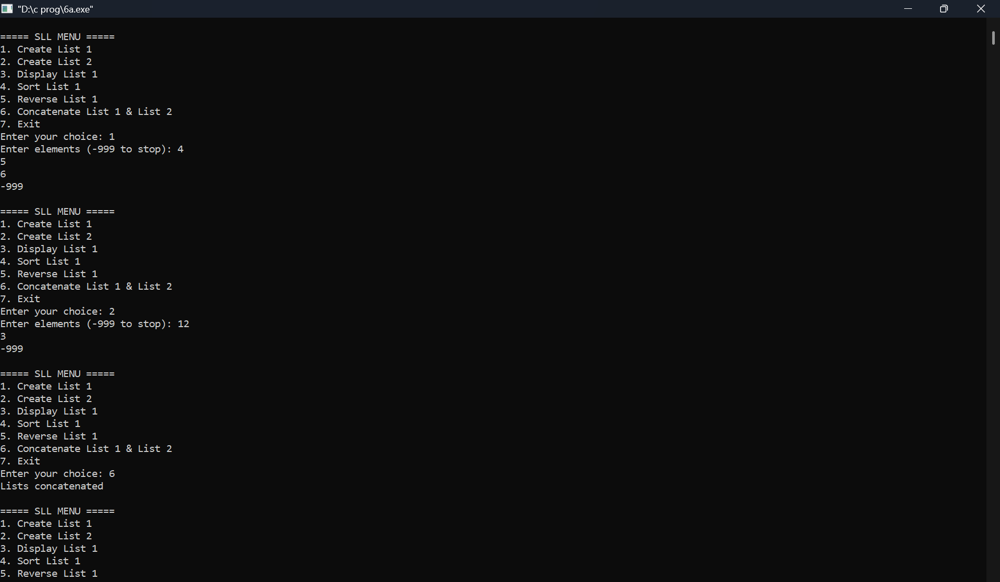 "D:\c prog\6a.exe"
===== SLL MENU =====
1. Create List 1
2. Create List 2
3. Display List 1
4. Sort List 1
5. Reverse List 1
6. Concatenate List 1 & List 2
7. Exit
Enter your choice: 1
Enter elements (-999 to stop): 4
5
6
-999
===== SLL MENU =====
1. Create List 1
2. Create List 2
3. Display List 1
4. Sort List 1
5. Reverse List 1
6. Concatenate List 1 & List 2
7. Exit
Enter your choice: 2
Enter elements (-999 to stop): 12
3
-999
===== SLL MENU =====
1. Create List 1
2. Create List 2
3. Display List 1
4. Sort List 1
5. Reverse List 1
6. Concatenate List 1 & List 2
7. Exit
Enter your choice: 6
Lists concatenated
===== SLL MENU =====
1. Create List 1
2. Create List 2
3. Display List 1
4. Sort List 1
5. Reverse List 1